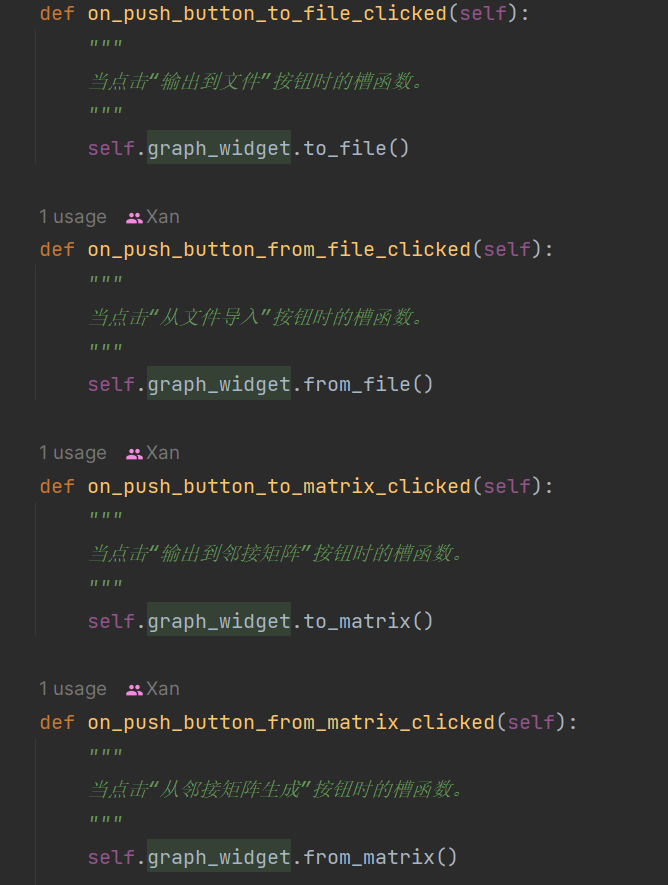 def on_push_button_to_file_clicked(self):
"""
当点击“输出到文件”按钮时的槽函数。
"""
self.graph_widget.to_file()
1 usage Xan
def on_push_button_from_file_clicked(self):
"""
当点击“从文件导入”按钮时的槽函数。
"""
self.graph_widget.from_file()
1 usage Xan
def on_push_button_to_matrix_clicked(self):
"""
当点击“输出到邻接矩阵”按钮时的槽函数。
"""
self.graph_widget.to_matrix()
1 usage Xan
def on_push_button_from_matrix_clicked(self):
"""
当点击“从邻接矩阵生成”按钮时的槽函数。
"""
self.graph_widget.from_matrix()